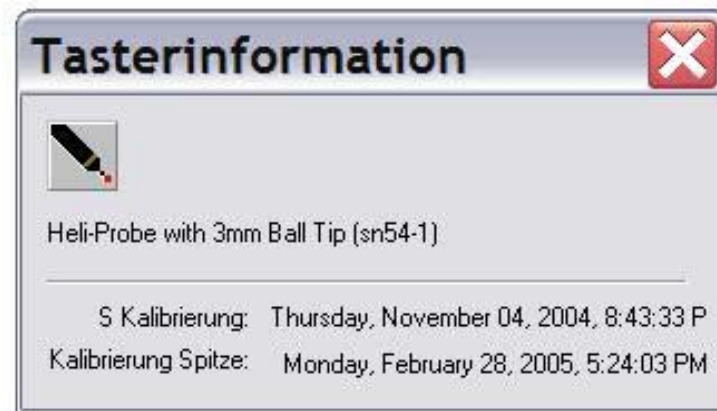 Tasterinformation
Heli-Probe with 3mm Ball Tip (sn54-1)
S Kalibrierung: Thursday, November 04, 2004, 8:43:33 P
Kalibrierung Spitze: Monday, February 28, 2005, 5:24:03 PM